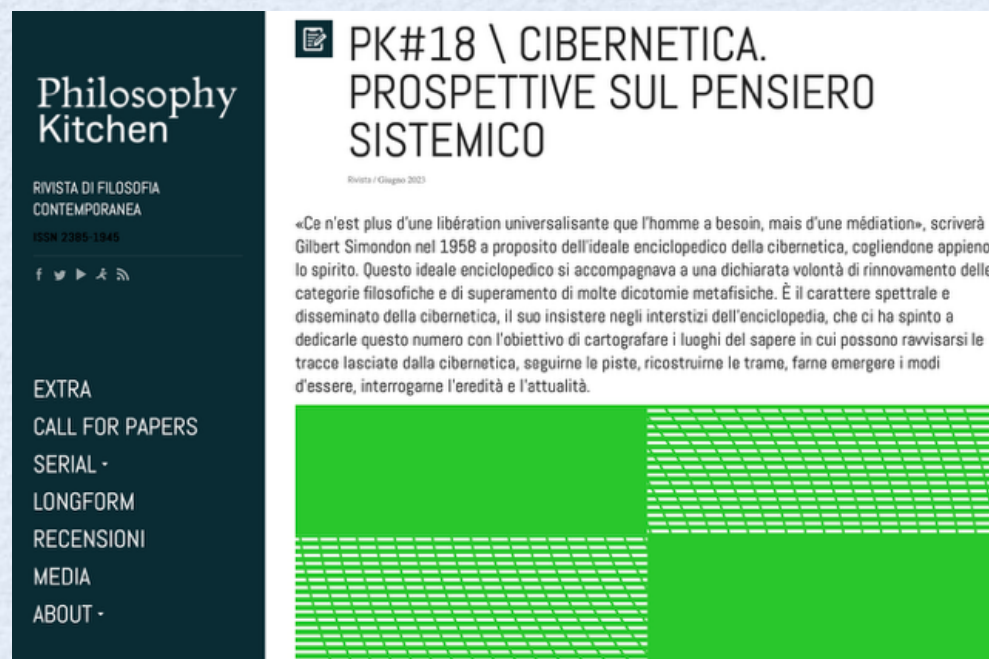 Philosophy
Kitchen
RIVISTA DI FILOSOFIA
CONTEMPORANEA
ISSN 2385-1945
EXTRA
CALL FOR PAPERS
SERIAL
LONGFORM
RECENSIONI
MEDIA
ABOUT
PK#18 \ CIBERNETICA.
PROSPETTIVE SUL PENSIERO
SISTEMICO
Rivista / Giugno 2023
«Ce n'est plus d'une libération universalisante que l'homme a besoin, mais d'une médiation», scriverà
Gilbert Simondon nel 1958 a proposito dell'ideale enciclopedico della cibernetica, cogliendone appieno
lo spirito. Questo ideale enciclopedico si accompagnava a una dichiarata volontà di rinnovamento delle
categorie filosofiche e di superamento di molte dicotomie metafisiche. È il carattere spettrale e
disseminato della cibernetica, il suo insistere negli interstizi dell'enciclopedia, che ci ha spinto a
dedicarle questo numero con l'obiettivo di cartografare i luoghi del sapere in cui possono ravvisarsi le
tracce lasciate dalla cibernetica, seguirne le piste, ricostruirne le trame, farne emergere i modi
d'essere, interrogarne l'eredità e l'attualità.